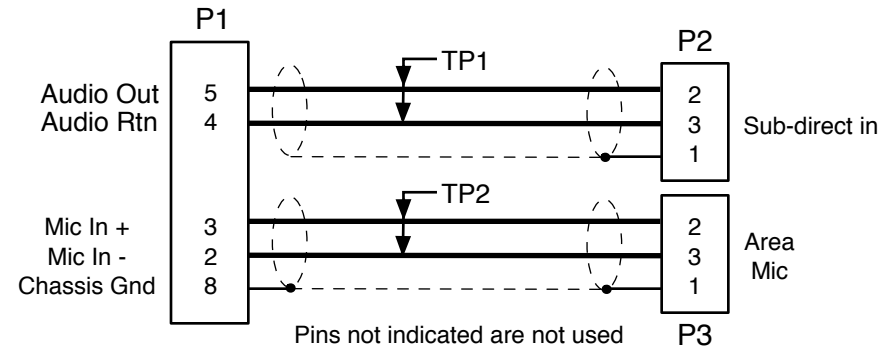 P1
P2
TP1
Audio Out 5 2
Audio Rtn 4 3 Sub-direct in
1
TP2
Mic In + 3 2
Mic In - 2 3 Area
Mic
Chassis Gnd 8 1
Pins not indicated are not used P3